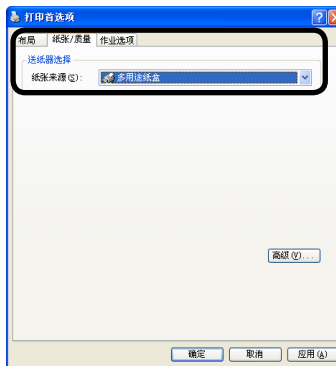 打印首选项
布局 纸张/质量 作业选项
送纸器选择
纸张来源(S): 多用途纸盒
高级(V)...
确定 取消 应用(A)